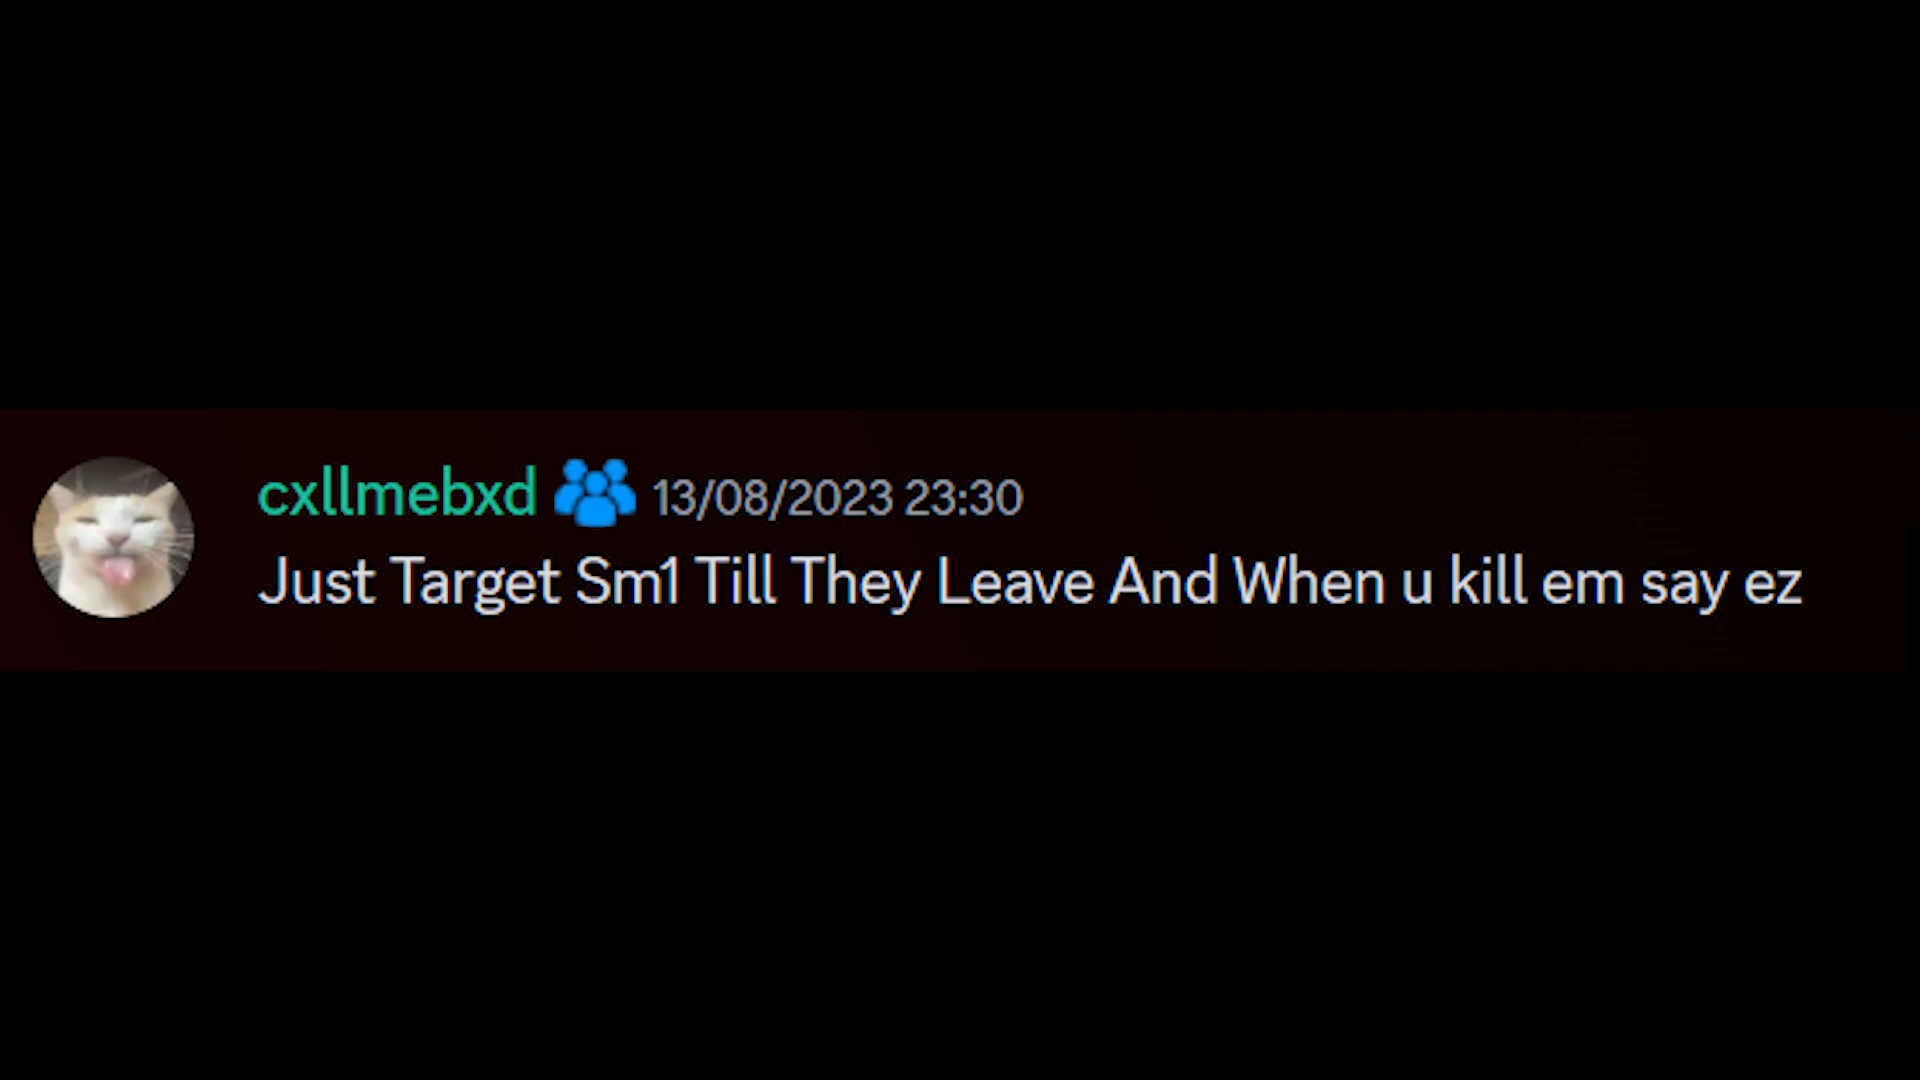 cxllmebxd 13/08/2023 23:30
Just Target Sm1 Till They Leave And When u kill em say ez